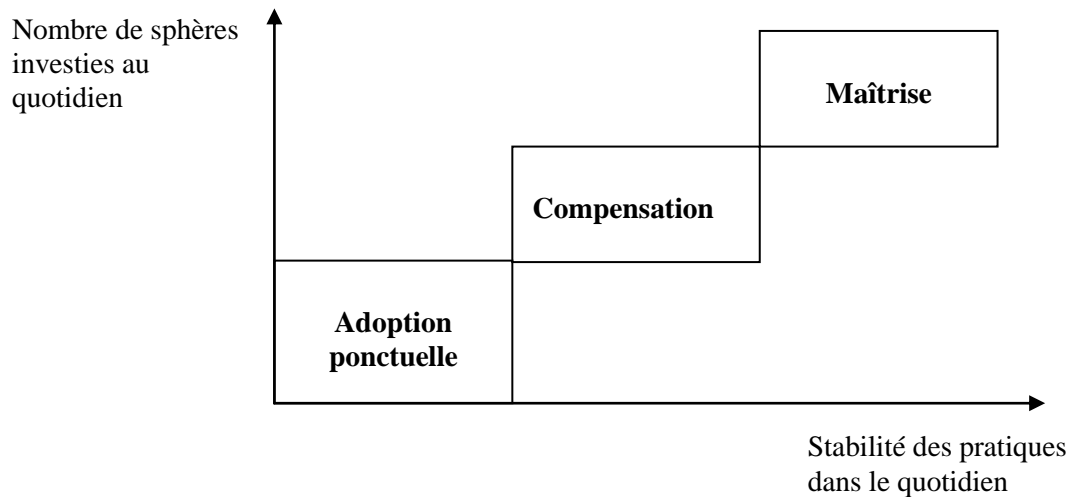 Nombre de sphères
investies au
quotidien
Maîtrise
Compensation
Adoption
ponctuelle
Stabilité des pratiques
dans le quotidien